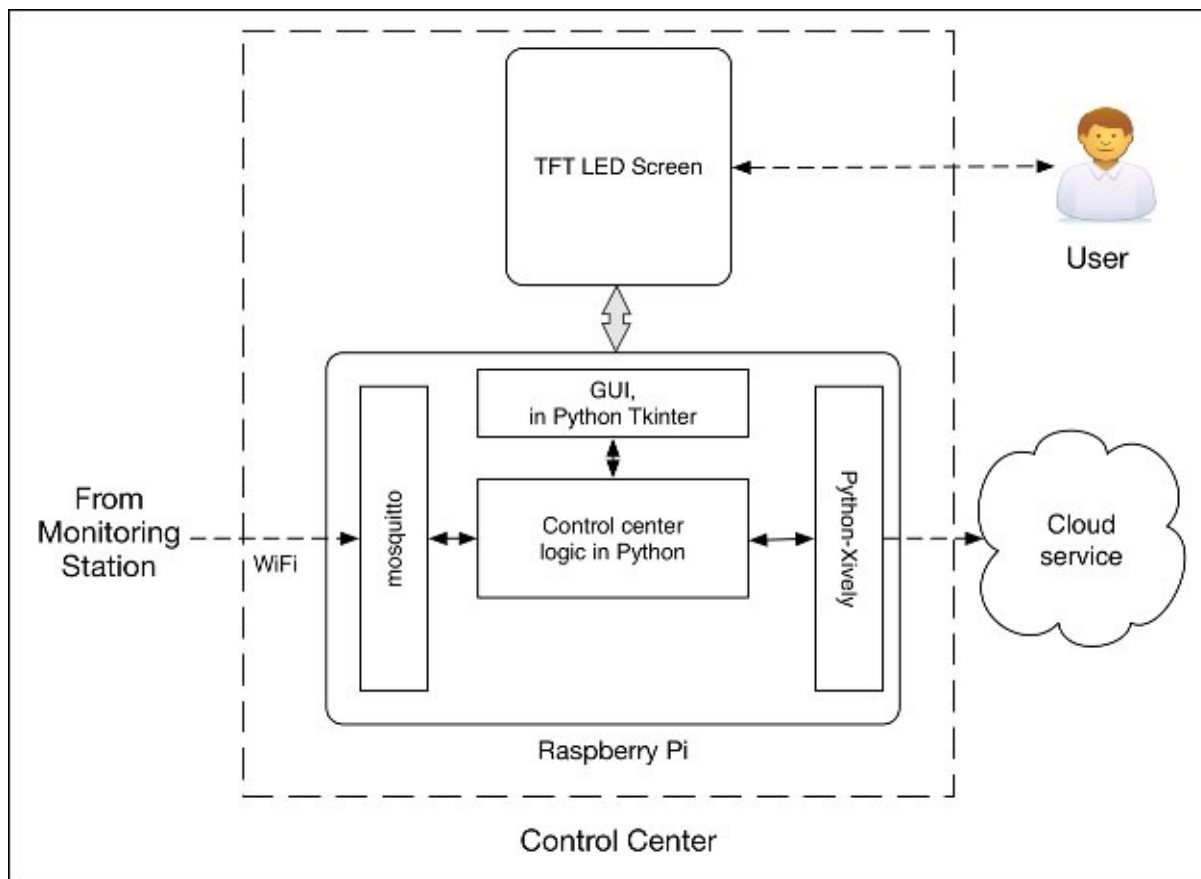 TFT LED Screen
User
GUI,
in Python Tkinter
From
Monitoring
Station
WiFi
mosquitto
Control center
logic in Python
Python-Xively
Cloud
service
Raspberry Pi
Control Center